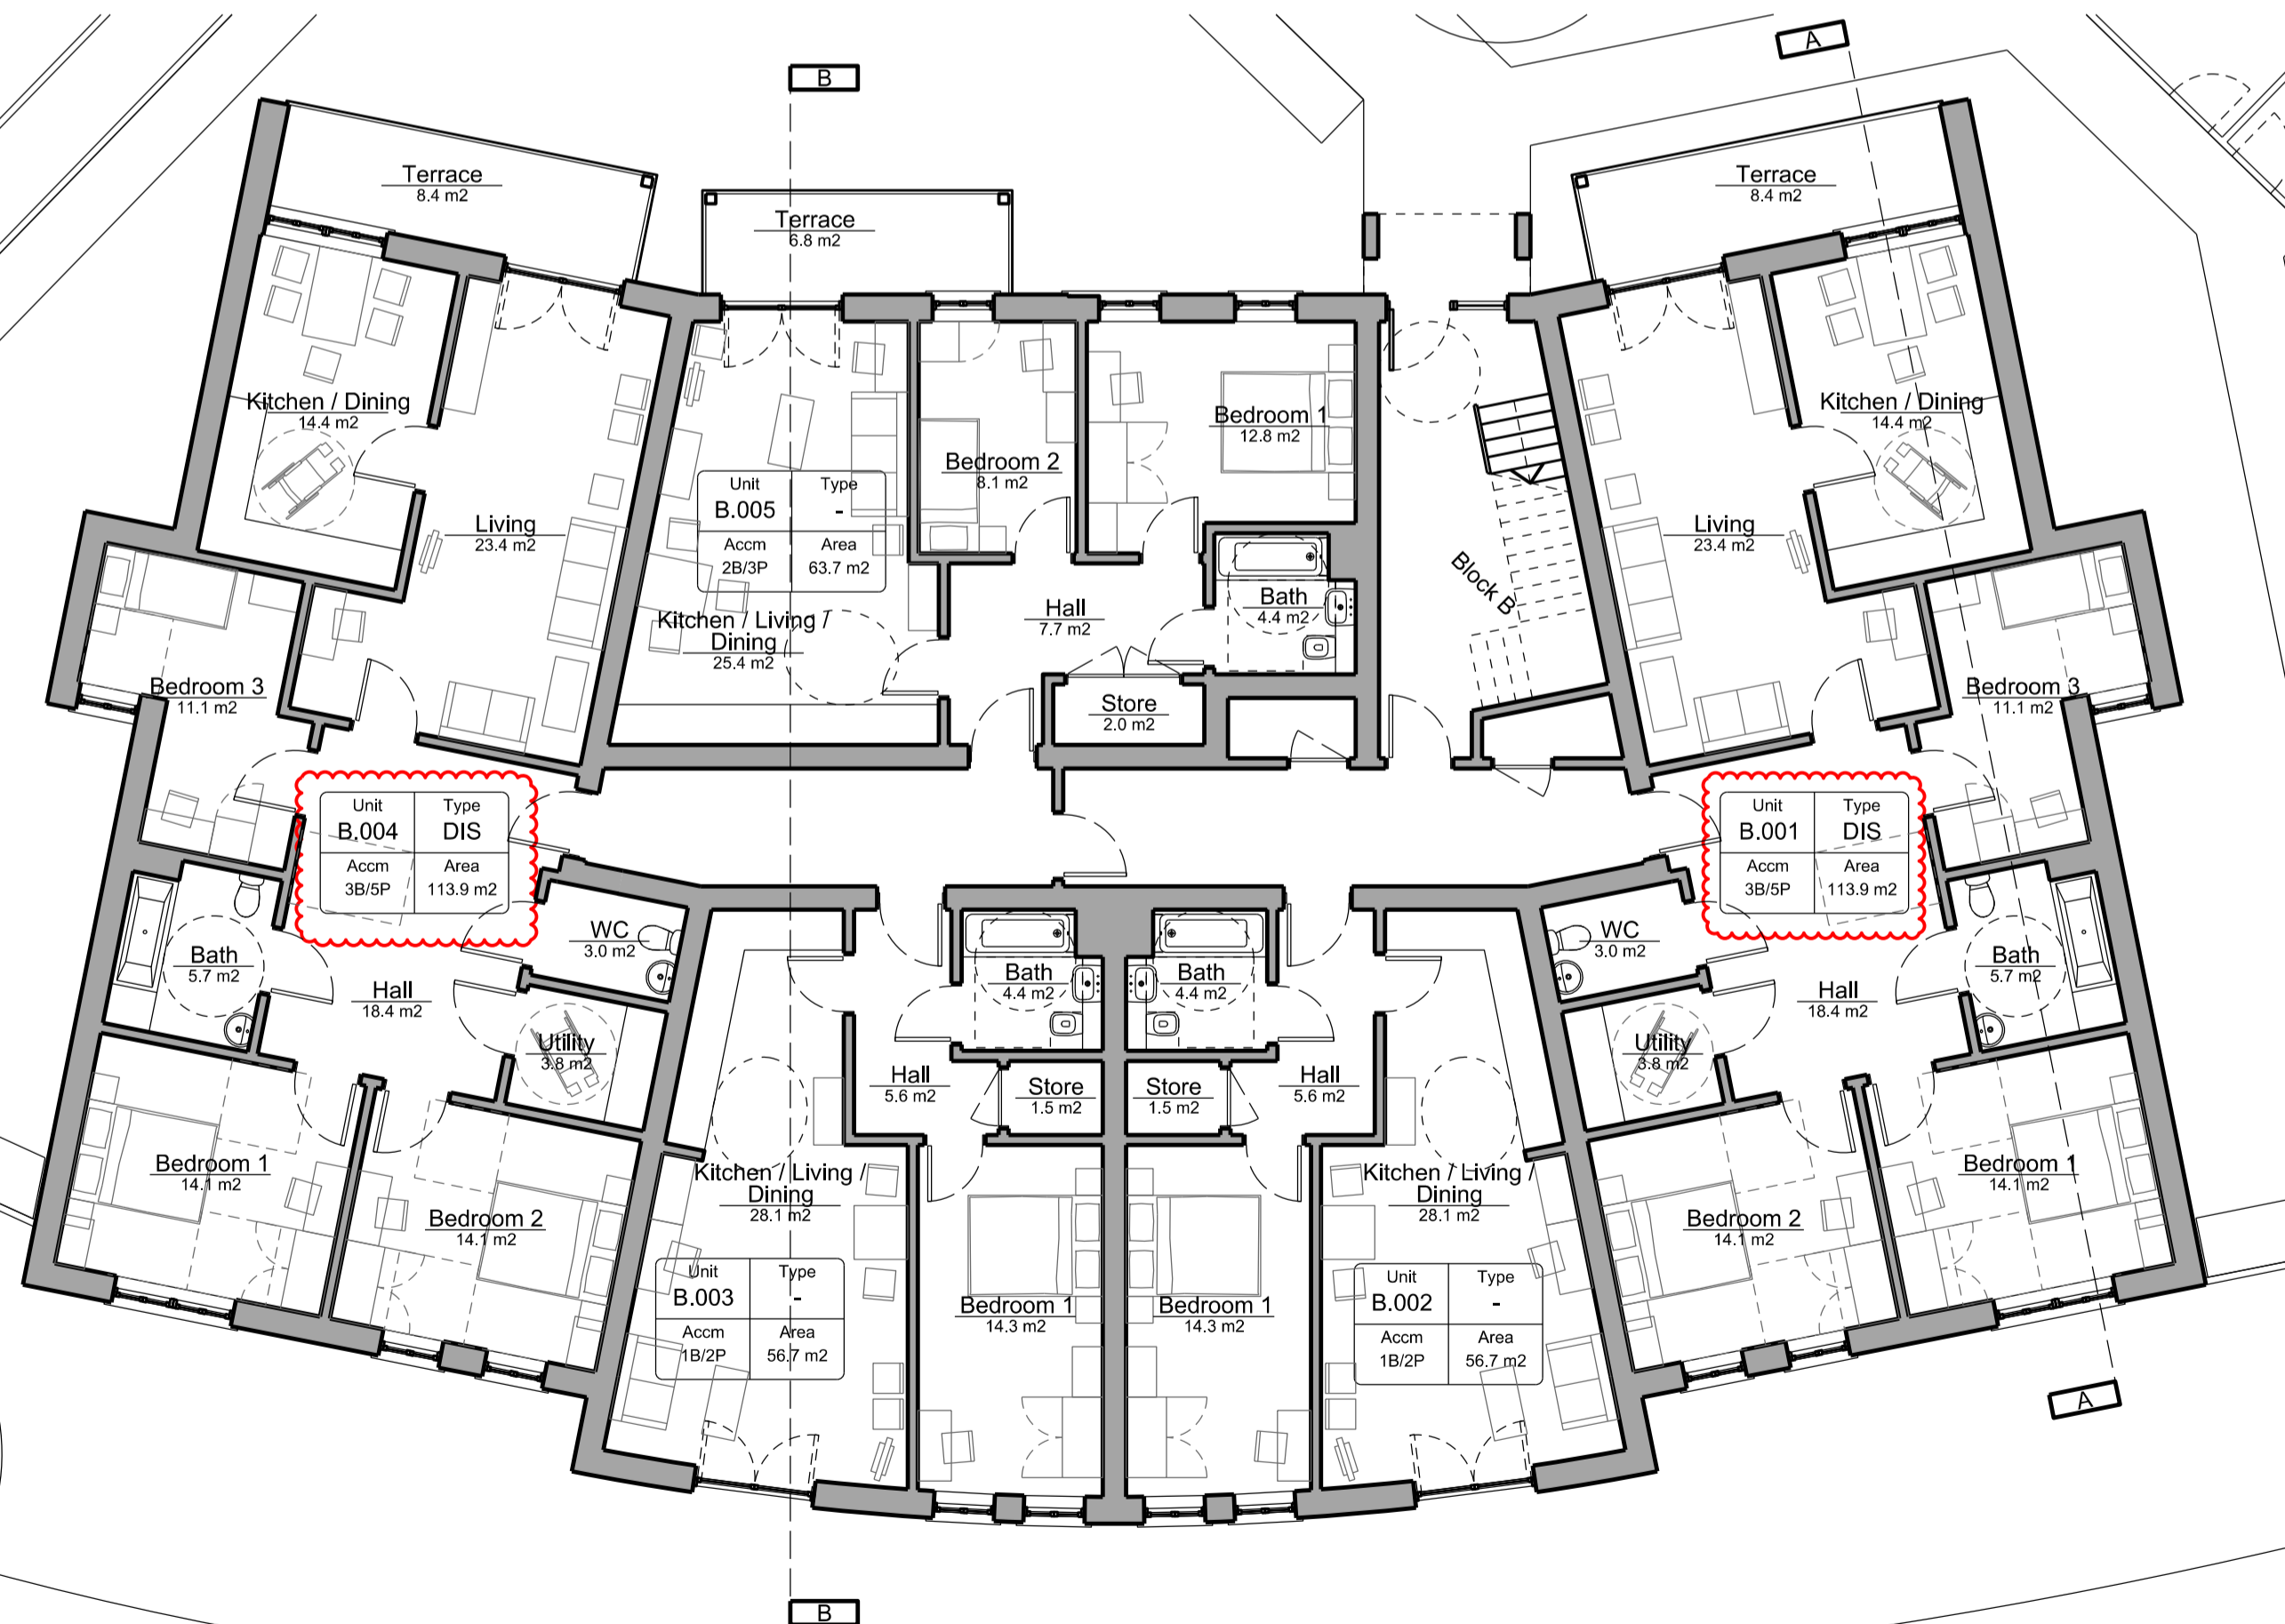 A
B
Terrace
8.4 m2
Terrace
6.8 m2
Terrace
8.4 m2
Kitchen / Dining
14.4 m2
Living
23.4 m2
Bedroom 3
11.1 m2
Unit
B.004
Type
DIS
Accm
3B/5P
Area
113.9 m2
Bath
5.7 m2
Hall
18.4 m2
WC
3.0 m2
Utility
3.8 m2
Bedroom 1
14.1 m2
Bedroom 2
14.1 m2
Unit
B.005
Type
-
Accm
2B/3P
Area
63.7 m2
Kitchen / Living /
Dining
25.4 m2
Bedroom 2
8.1 m2
Bedroom 1
12.8 m2
Hall
7.7 m2
Bath
4.4 m2
Store
2.0 m2
Block B
Kitchen / Living /
Dining
28.1 m2
Unit
B.003
Type
-
Accm
1B/2P
Area
56.7 m2
Hall
5.6 m2
Bath
4.4 m2
Store
1.5 m2
Bedroom 1
14.3 m2
Bath
4.4 m2
Store
1.5 m2
Hall
5.6 m2
Bedroom 1
14.3 m2
Kitchen / Living /
Dining
28.1 m2
Unit
B.002
Type
-
Accm
1B/2P
Area
56.7 m2
Living
23.4 m2
Kitchen / Dining
14.4 m2
Bedroom 3
11.1 m2
Unit
B.001
Type
DIS
Accm
3B/5P
Area
113.9 m2
WC
3.0 m2
Hall
18.4 m2
Bath
5.7 m2
Utility
3.8 m2
Bedroom 2
14.1 m2
Bedroom 1
14.1 m2
A
B